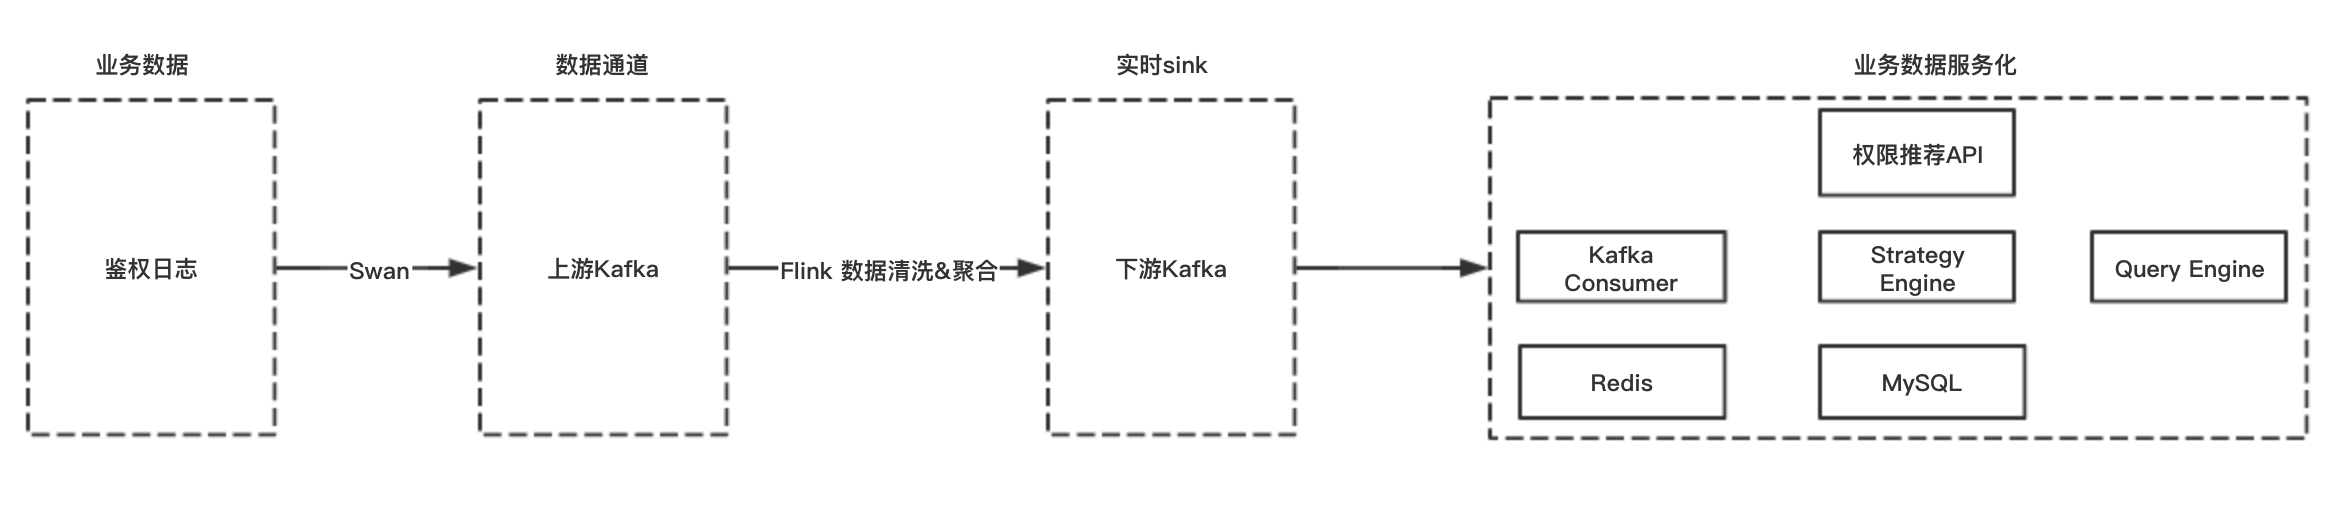 业务数据
数据通道
实时sink
业务数据服务化
鉴权日志
Swan
上游Kafka
Flink 数据清洗&聚合
下游Kafka
权限推荐API
Kafka
Consumer
Strategy
Engine
Query Engine
Redis
MySQL